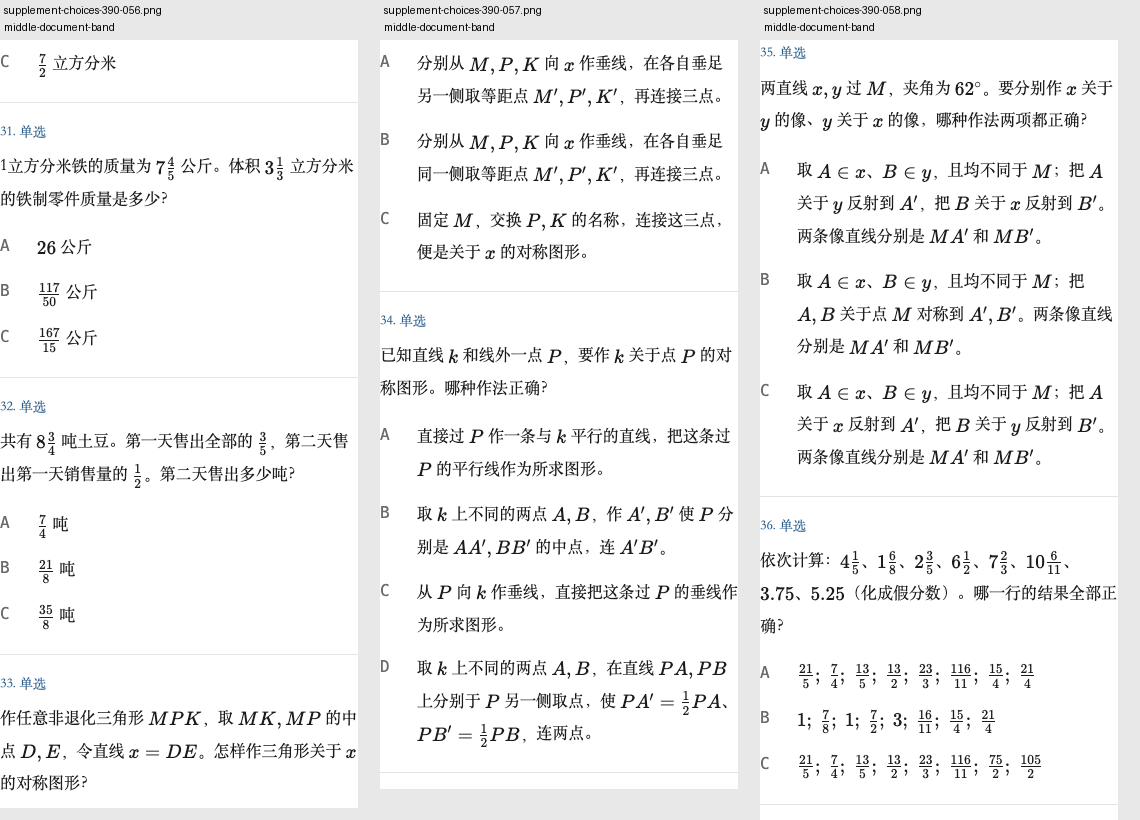 supplement-choices-390-056.png
middle-document-band
C 7/2 立方分米
31. 单选
1立方分米铁的质量为 7 4/5 公斤。体积 3 1/3 立方分米
的铁制零件质量是多少?
A 26 公斤
B 117/50 公斤
C 167/15 公斤
32. 单选
共有 8 3/4 吨土豆。第一天售出全部的 3/5，第二天售
出第一天销售量的 1/2。第二天售出多少吨?
A 7/4 吨
B 21/8 吨
C 35/8 吨
33. 单选
作任意非退化三角形 MPK，取 MK, MP 的中
点 D, E，令直线 x = DE。怎样作三角形关于 x
的对称图形?
supplement-choices-390-057.png
middle-document-band
A 分别从 M, P, K 向 x 作垂线，在各自垂足
另一侧取等距点 M′, P′, K′，再连接三点。
B 分别从 M, P, K 向 x 作垂线，在各自垂足
同一侧取等距点 M′, P′, K′，再连接三点。
C 固定 M，交换 P, K 的名称，连接这三点，
便是关于 x 的对称图形。
34. 单选
已知直线 k 和线外一点 P，要作 k 关于点 P 的对
称图形。哪种作法正确?
A 直接过 P 作一条与 k 平行的直线，把这条过
P 的平行线作为所求图形。
B 取 k 上不同的两点 A, B，作 A′, B′ 使 P 分
别是 AA′, BB′ 的中点，连 A′B′。
C 从 P 向 k 作垂线，直接把这条过 P 的垂线作
为所求图形。
D 取 k 上不同的两点 A, B，在直线 PA, PB
上分别于 P 另一侧取点，使 PA′ = 1/2 PA、
PB′ = 1/2 PB，连两点。
supplement-choices-390-058.png
middle-document-band
35. 单选
两直线 x, y 过 M，夹角为 62°。要分别作 x 关于
y 的像、y 关于 x 的像，哪种作法两项都正确?
A 取 A ∈ x、B ∈ y，且均不同于 M；把 A
关于 y 反射到 A′，把 B 关于 x 反射到 B′。
两条像直线分别是 MA′ 和 MB′。
B 取 A ∈ x、B ∈ y，且均不同于 M；把
A, B 关于点 M 对称到 A′, B′。两条像直线
分别是 MA′ 和 MB′。
C 取 A ∈ x、B ∈ y，且均不同于 M；把 A
关于 x 反射到 A′，把 B 关于 y 反射到 B′。
两条像直线分别是 MA′ 和 MB′。
36. 单选
依次计算：4 1/5、1 6/8、2 3/5、6 1/2、7 2/3、10 6/11、
3.75、5.25（化成假分数）。哪一行的结果全部正
确?
A 21/5; 7/4; 13/5; 13/2; 23/3; 116/11; 15/4; 21/4
B 1; 7/8; 1; 7/2; 3; 16/11; 15/4; 21/4
C 21/5; 7/4; 13/5; 13/2; 23/3; 116/11; 75/2; 105/2